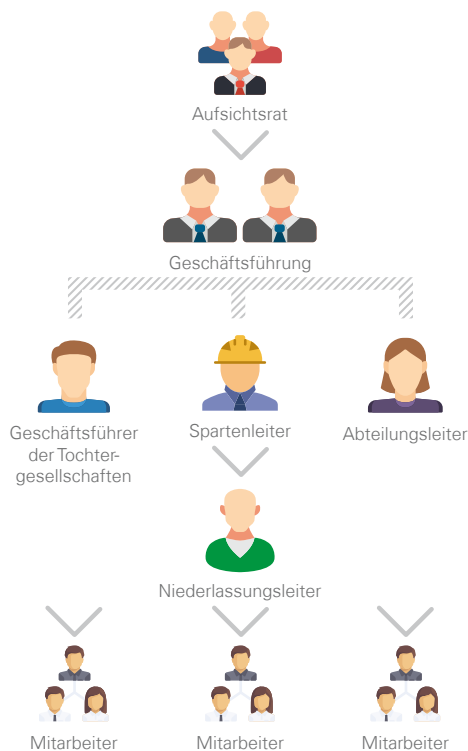 Aufsichtsrat
Geschäftsführung
Geschäftsführer
der Tochter-
gesellschaften
Spartenleiter
Abteilungsleiter
Niederlassungsleiter
Mitarbeiter
Mitarbeiter
Mitarbeiter